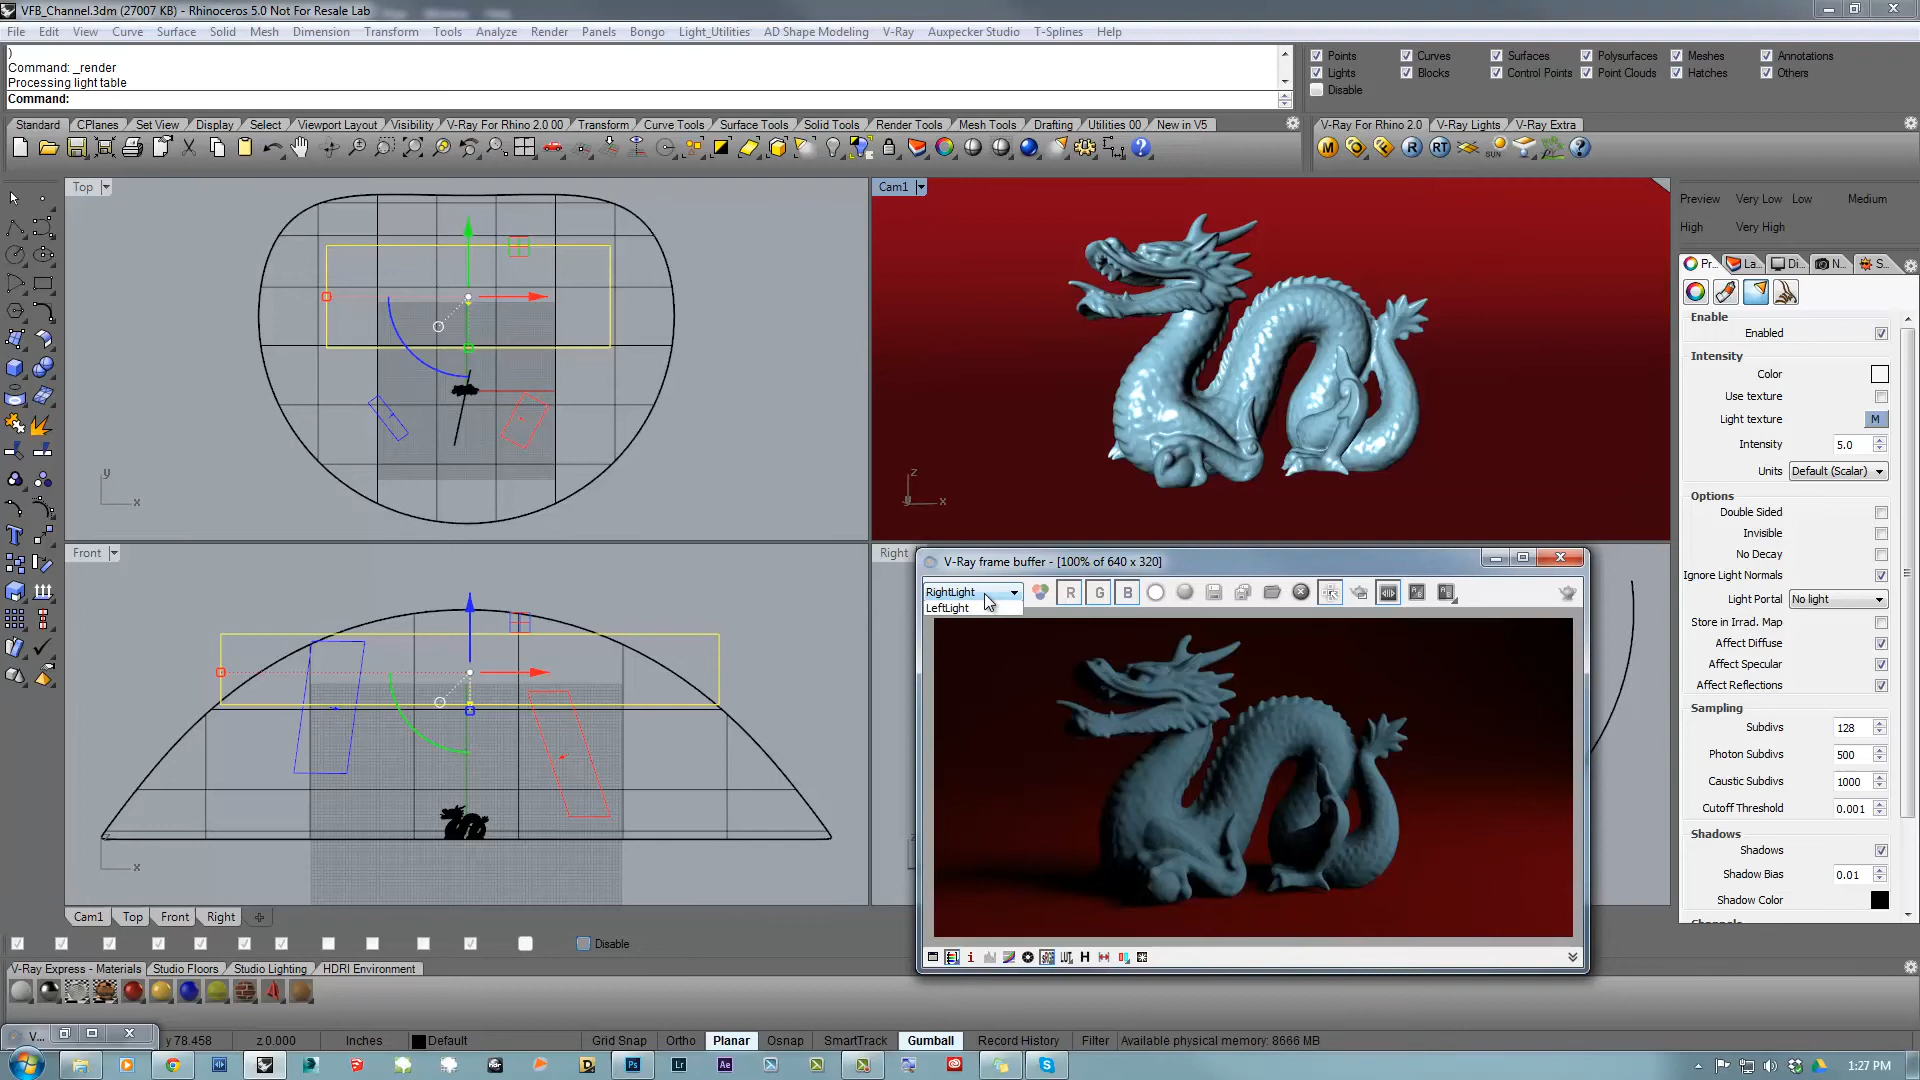 VFB_Channel.3dm (27007 KB) - Rhinoceros 5.0 Not For Resale Lab
File Edit View Curve Surface Solid Mesh Dimension Transform Tools Analyze Render Panels Bongo Light_Utilities AD Shape Modeling V-Ray Auxpecker Studio T-Splines Help
)
Command: _render
Processing light table
Command:
Points Curves Surfaces Polysurfaces Meshes Annotations
Lights Blocks Control Points Point Clouds Hatches Others
Disable
Standard CPlanes Set View Display Select Viewport Layout Visibility V-Ray For Rhino 2.0 00 Transform Curve Tools Surface Tools Solid Tools Render Tools Mesh Tools Drafting Utilities 00 New in V5
V-Ray For Rhino 2.0 V-Ray Lights V-Ray Extra
M R RT SUN
Top
Cam1
Preview Very Low Low Medium
High Very High
Pr... La... Di... N... S...
Enable
Enabled
Intensity
Color
Use texture
Light texture M
Intensity 5.0
Units Default (Scalar)
Options
Double Sided
Invisible
No Decay
Ignore Light Normals
Light Portal No light
Store in Irrad. Map
Affect Diffuse
Affect Specular
Affect Reflections
Sampling
Subdivs 128
Photon Subdivs 500
Caustic Subdivs 1000
Cutoff Threshold 0.001
Shadows
Shadows
Shadow Bias 0.01
Shadow Color
y
x
z
x
Front
Right
V-Ray frame buffer - [100% of 640 x 320]
RightLight
LeftLight
R G B
x
Cam1 Top Front Right
Disable
V-Ray Express - Materials Studio Floors Studio Lighting HDRI Environment
V... y 78.458 z 0.000 Inches Default Grid Snap Ortho Planar Osnap SmartTrack Gumball Record History Filter Available physical memory: 8666 MB
Ps Lr Ae
1:27 PM